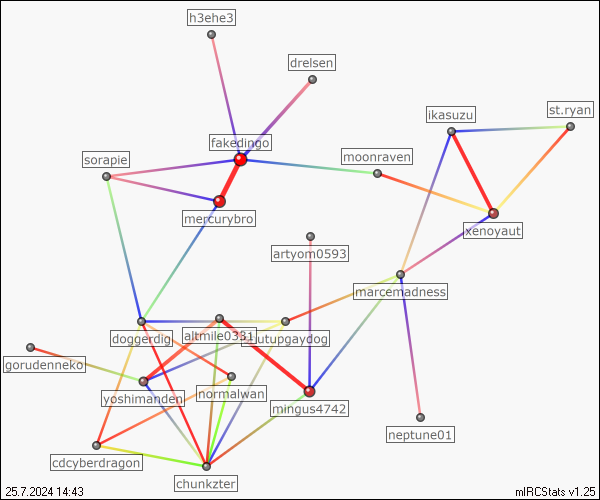 h3ehe3
drelsen
ikasuzu
st.ryan
fakedingo
moonraven
sorapie
mercurybro
xenoyaut
artyom0593
marcemadness
doggerdig
altmile0331
utupgaydog
gorudenneko
yoshimanden
normalwan
mingus4742
neptune01
cdcyberdragon
chunkzter
25.7.2024 14:43
mIRCStats v1.25